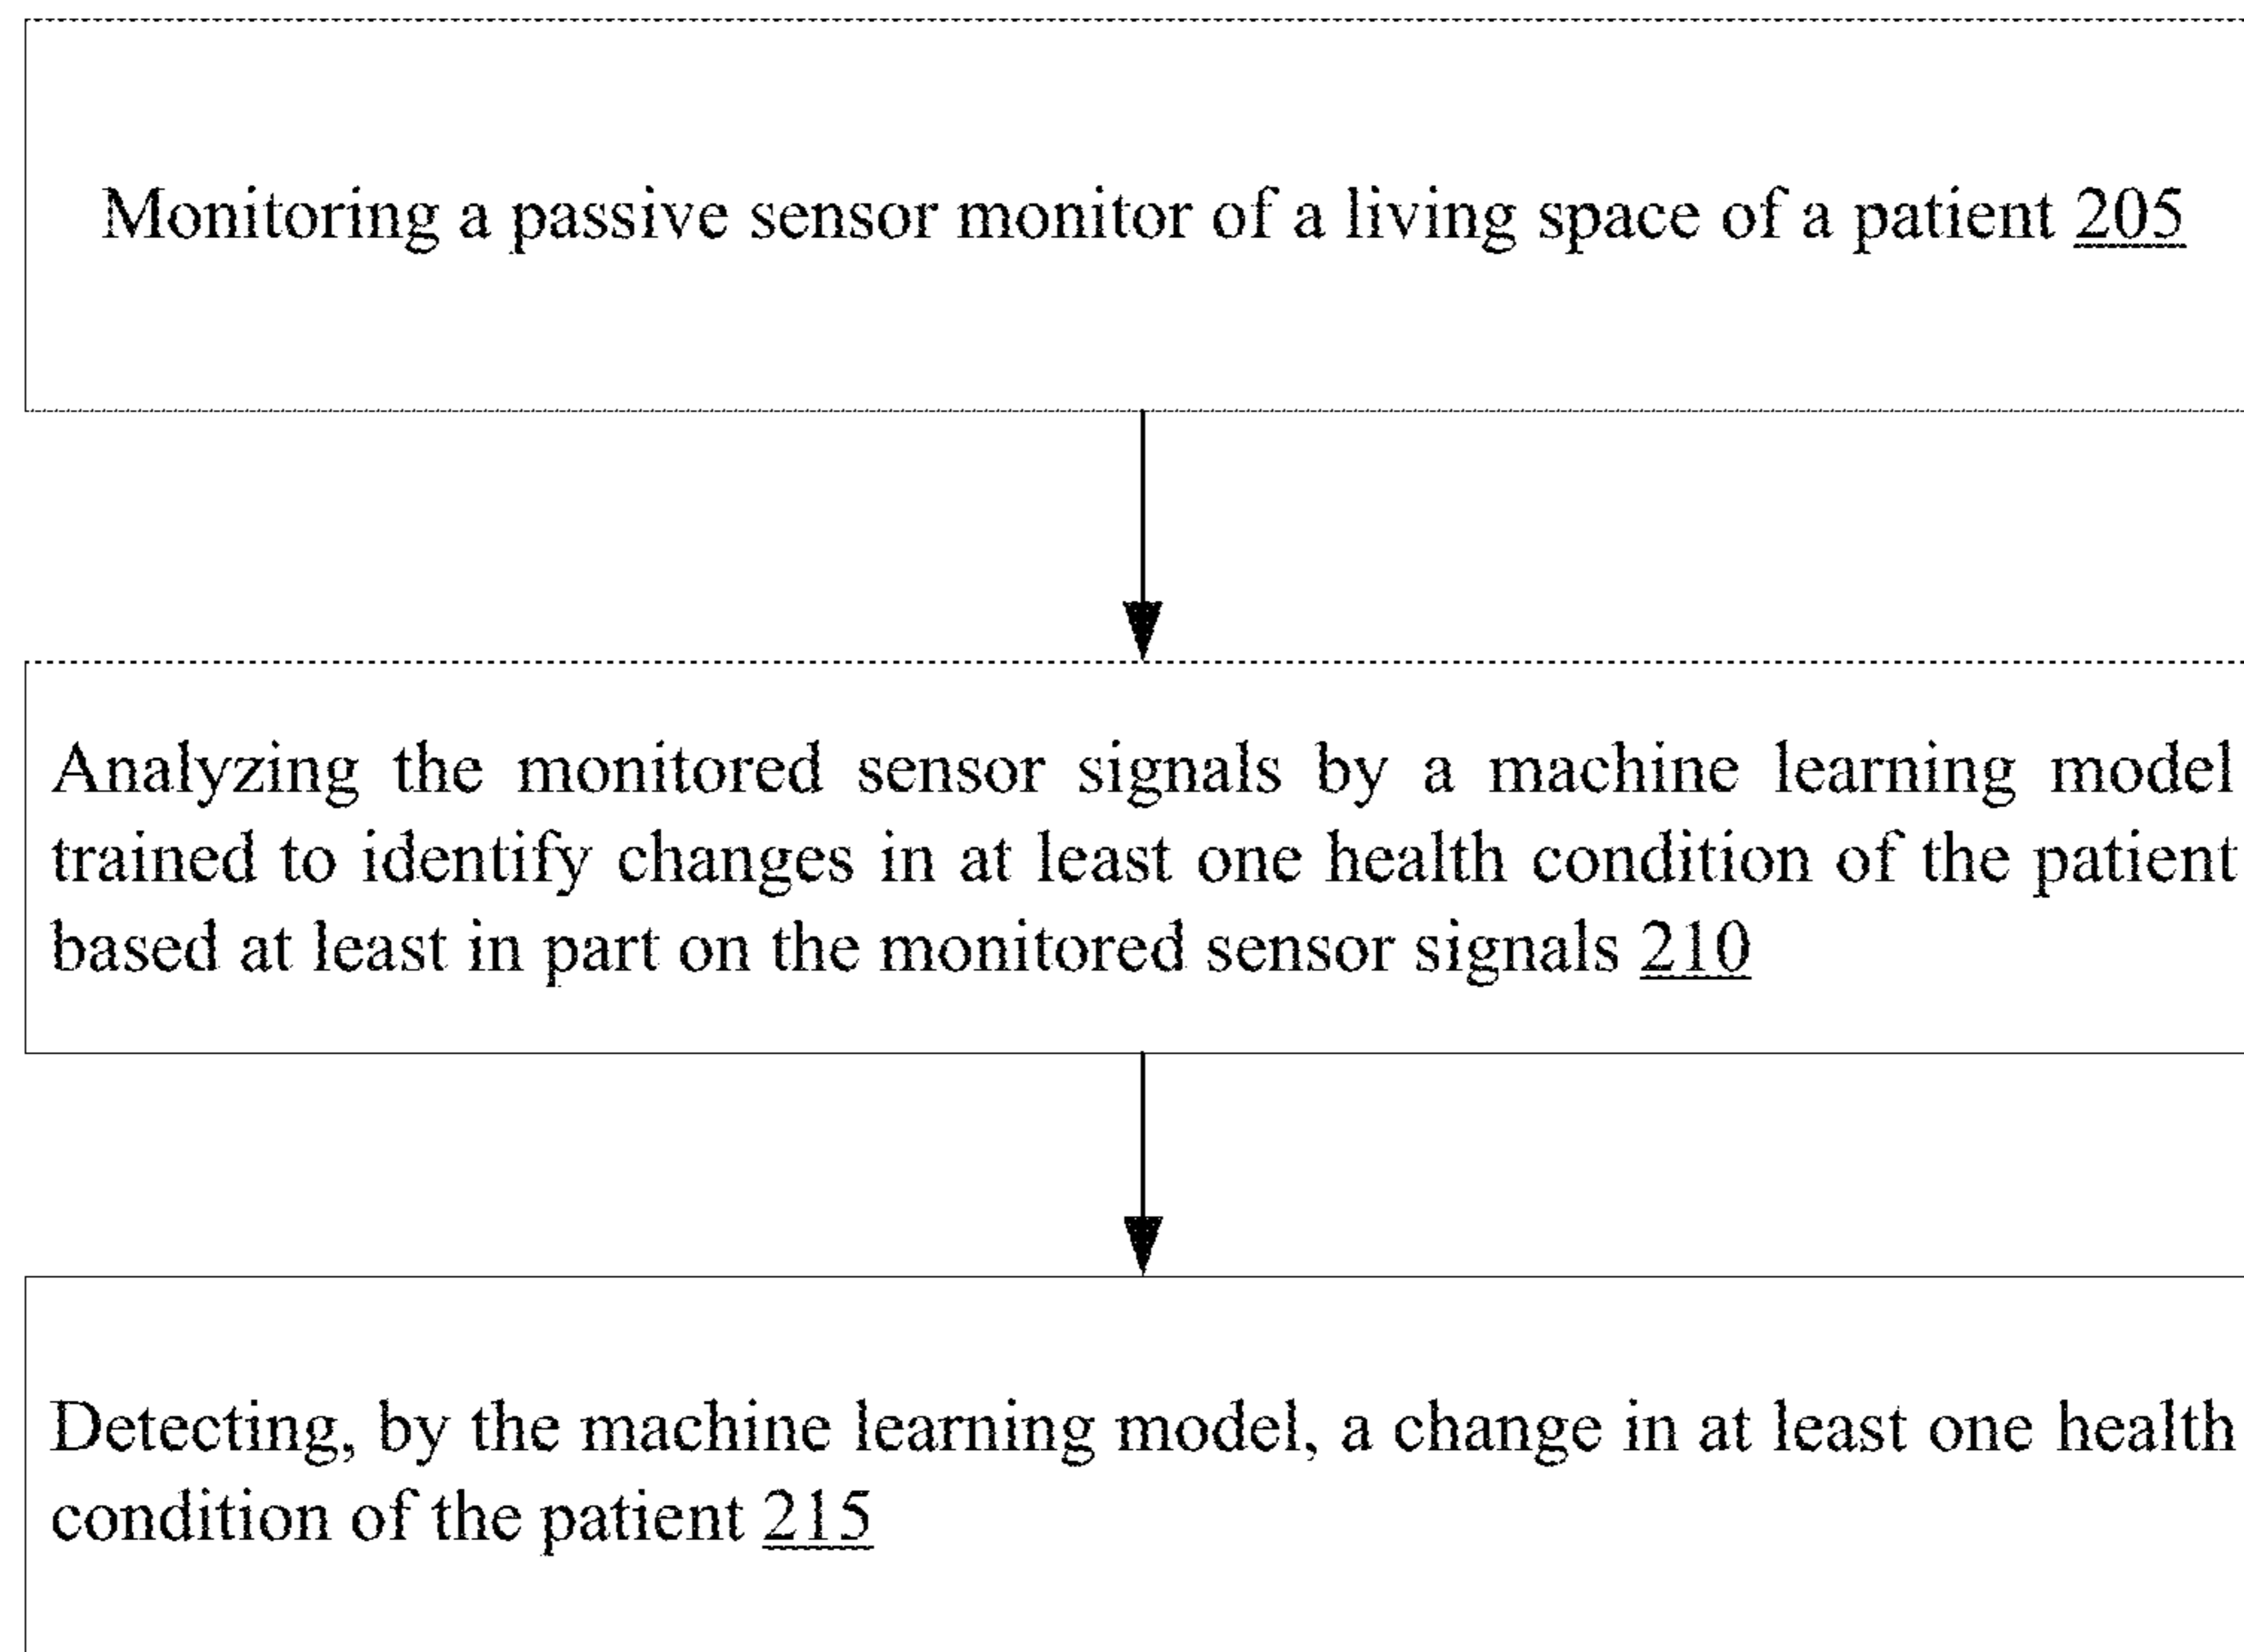 Monitoring a passive sensor monitor of a living space of a patient 205
Analyzing the monitored sensor signals by a machine learning model
trained to identify changes in at least one health condition of the patient
based at least in part on the monitored sensor signals 210
Detecting, by the machine learning model, a change in at least one health
condition of the patient 215